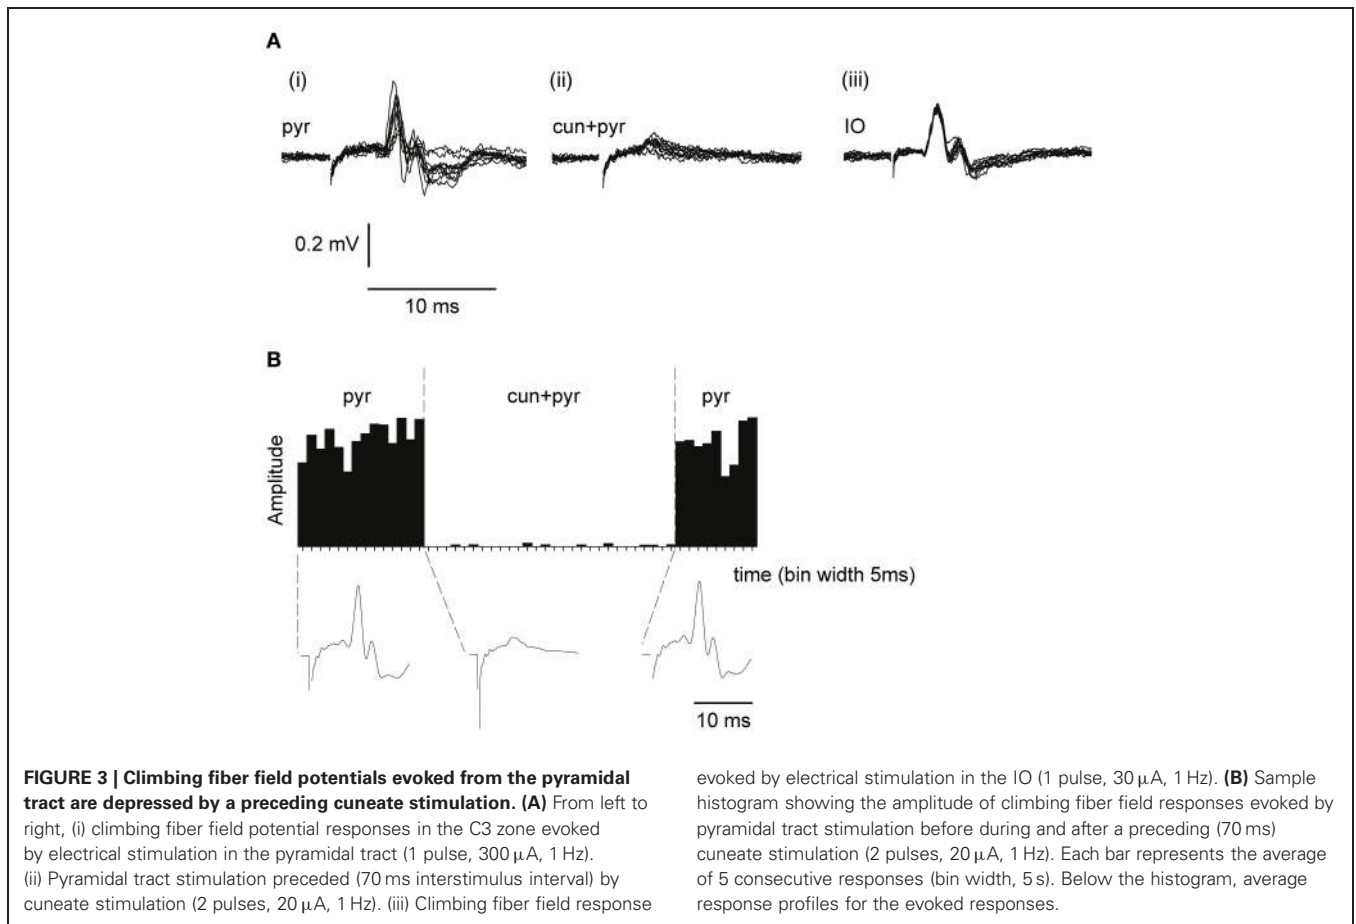 A
(i)
(ii)
(iii)
pyr
cun+pyr
IO
0.2 mV
10 ms
B
pyr
cun+pyr
pyr
Amplitude
time (bin width 5ms)
10 ms
FIGURE 3 | Climbing fiber field potentials evoked from the pyramidal
tract are depressed by a preceding cuneate stimulation. (A) From left to
right, (i) climbing fiber field potential responses in the C3 zone evoked
by electrical stimulation in the pyramidal tract (1 pulse, 300 μA, 1 Hz).
(ii) Pyramidal tract stimulation preceded (70 ms interstimulus interval) by
cuneate stimulation (2 pulses, 20 μA, 1 Hz). (iii) Climbing fiber field response
evoked by electrical stimulation in the IO (1 pulse, 30 μA, 1 Hz). (B) Sample
histogram showing the amplitude of climbing fiber field responses evoked by
pyramidal tract stimulation before during and after a preceding (70 ms)
cuneate stimulation (2 pulses, 20 μA, 1 Hz). Each bar represents the average
of 5 consecutive responses (bin width, 5 s). Below the histogram, average
response profiles for the evoked responses.